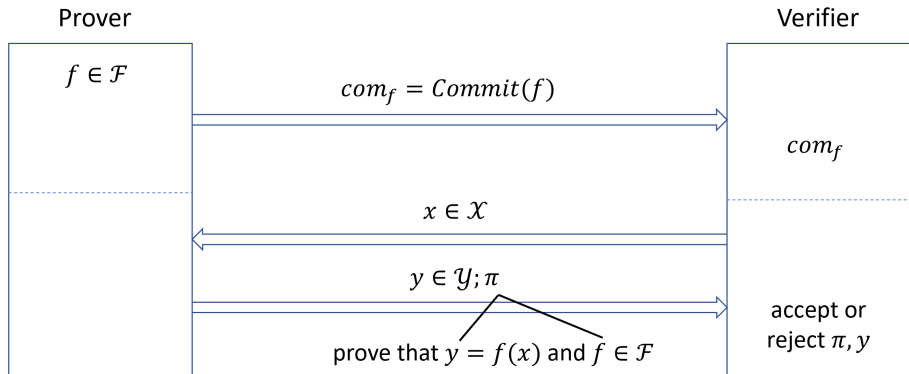 Prover
Verifier
f ∈ ℱ
com_f = Commit(f)
com_f
x ∈ 𝒳
y ∈ 𝒴; π
accept or
reject π, y
prove that y = f(x) and f ∈ ℱ